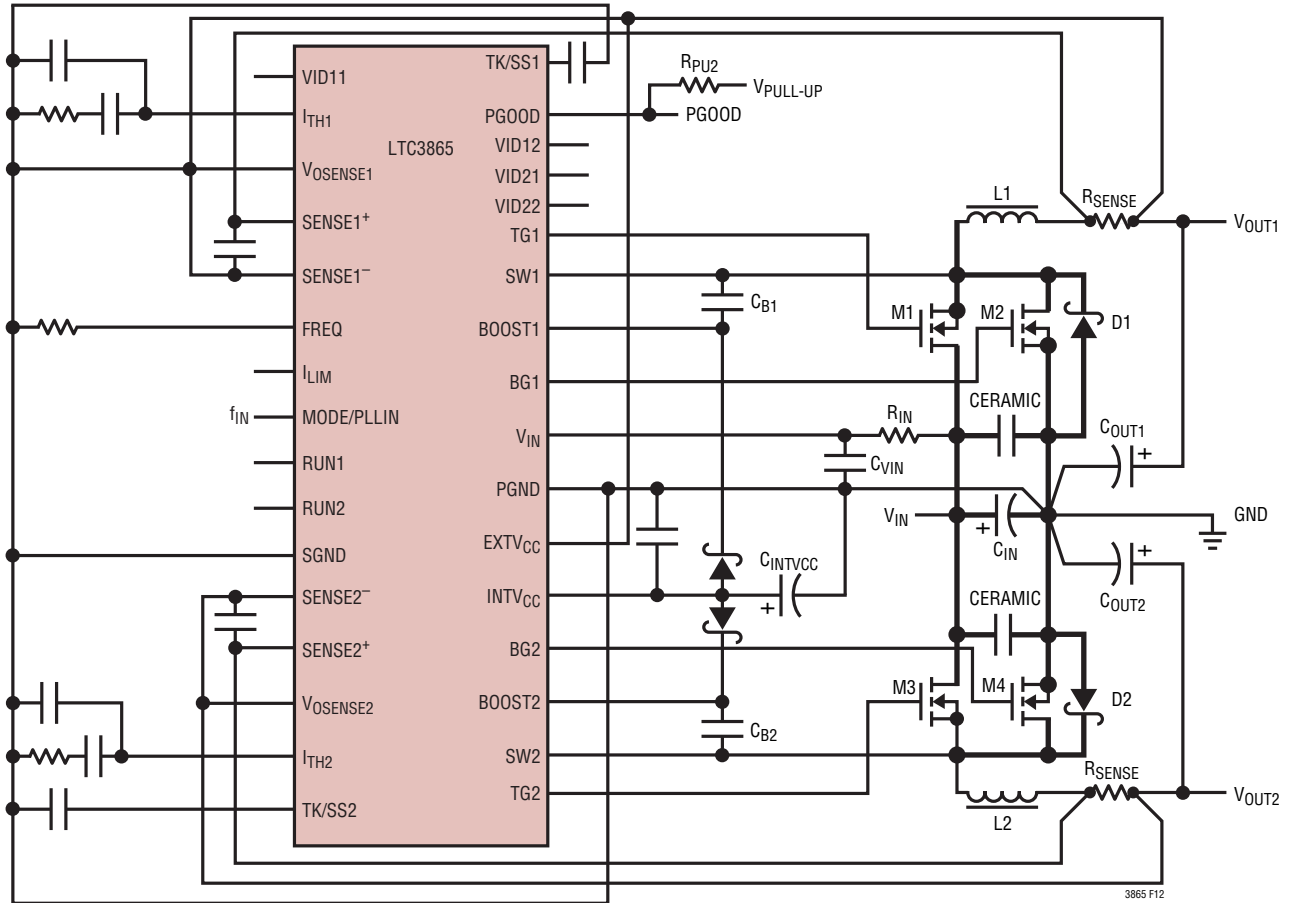 LTC3865
VID11
ITH1
VOSENSE1
SENSE1+
SENSE1–
FREQ
ILIM
fIN
MODE/PLLIN
RUN1
RUN2
SGND
SENSE2–
SENSE2+
VOSENSE2
ITH2
TK/SS2
TK/SS1
PGOOD
VID12
VID21
VID22
TG1
SW1
BOOST1
BG1
VIN
PGND
EXTVCC
INTVCC
BG2
BOOST2
SW2
TG2
RPU2
VPULL-UP
PGOOD
CB1
CVIN
RIN
CINTVCC
+
CB2
L1
RSENSE
VOUT1
M1
M2
D1
CERAMIC
COUT1
+
VIN
+
CIN
GND
+
COUT2
CERAMIC
M3
M4
D2
RSENSE
VOUT2
L2
3865 F12